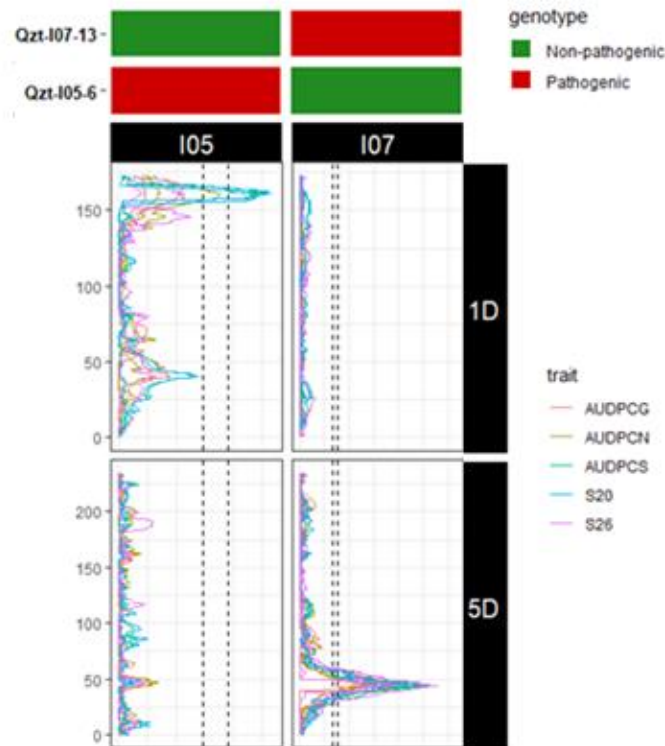 genotype
Qzt-I07-13
Non-pathogenic
Qzt-I05-6
Pathogenic
I05
I07
150
100
50
0
1D
200
150
100
50
0
5D
trait
AUDPCG
AUDPCN
AUDPCS
S20
S26